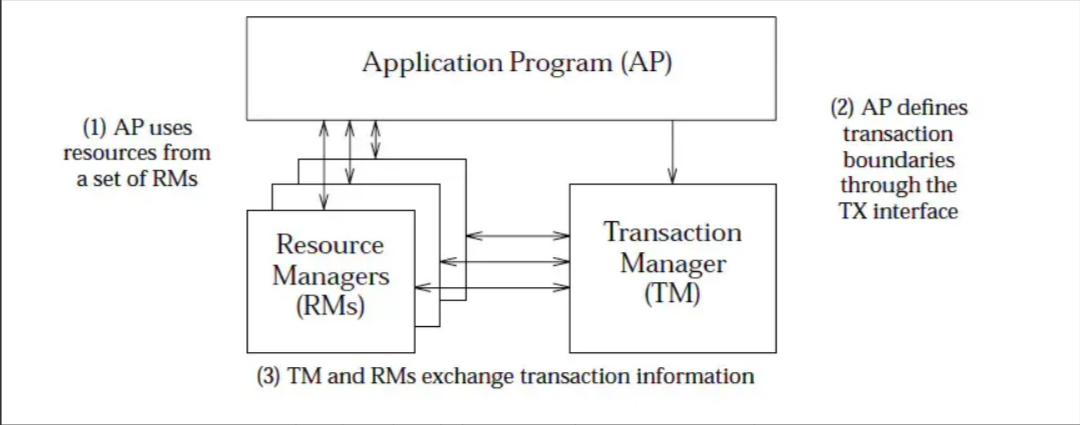 Application Program (AP)
(1) AP uses
resources from
a set of RMs
(2) AP defines
transaction
boundaries
through the
TX interface
Resource
Managers
(RMs)
Transaction
Manager
(TM)
(3) TM and RMs exchange transaction information